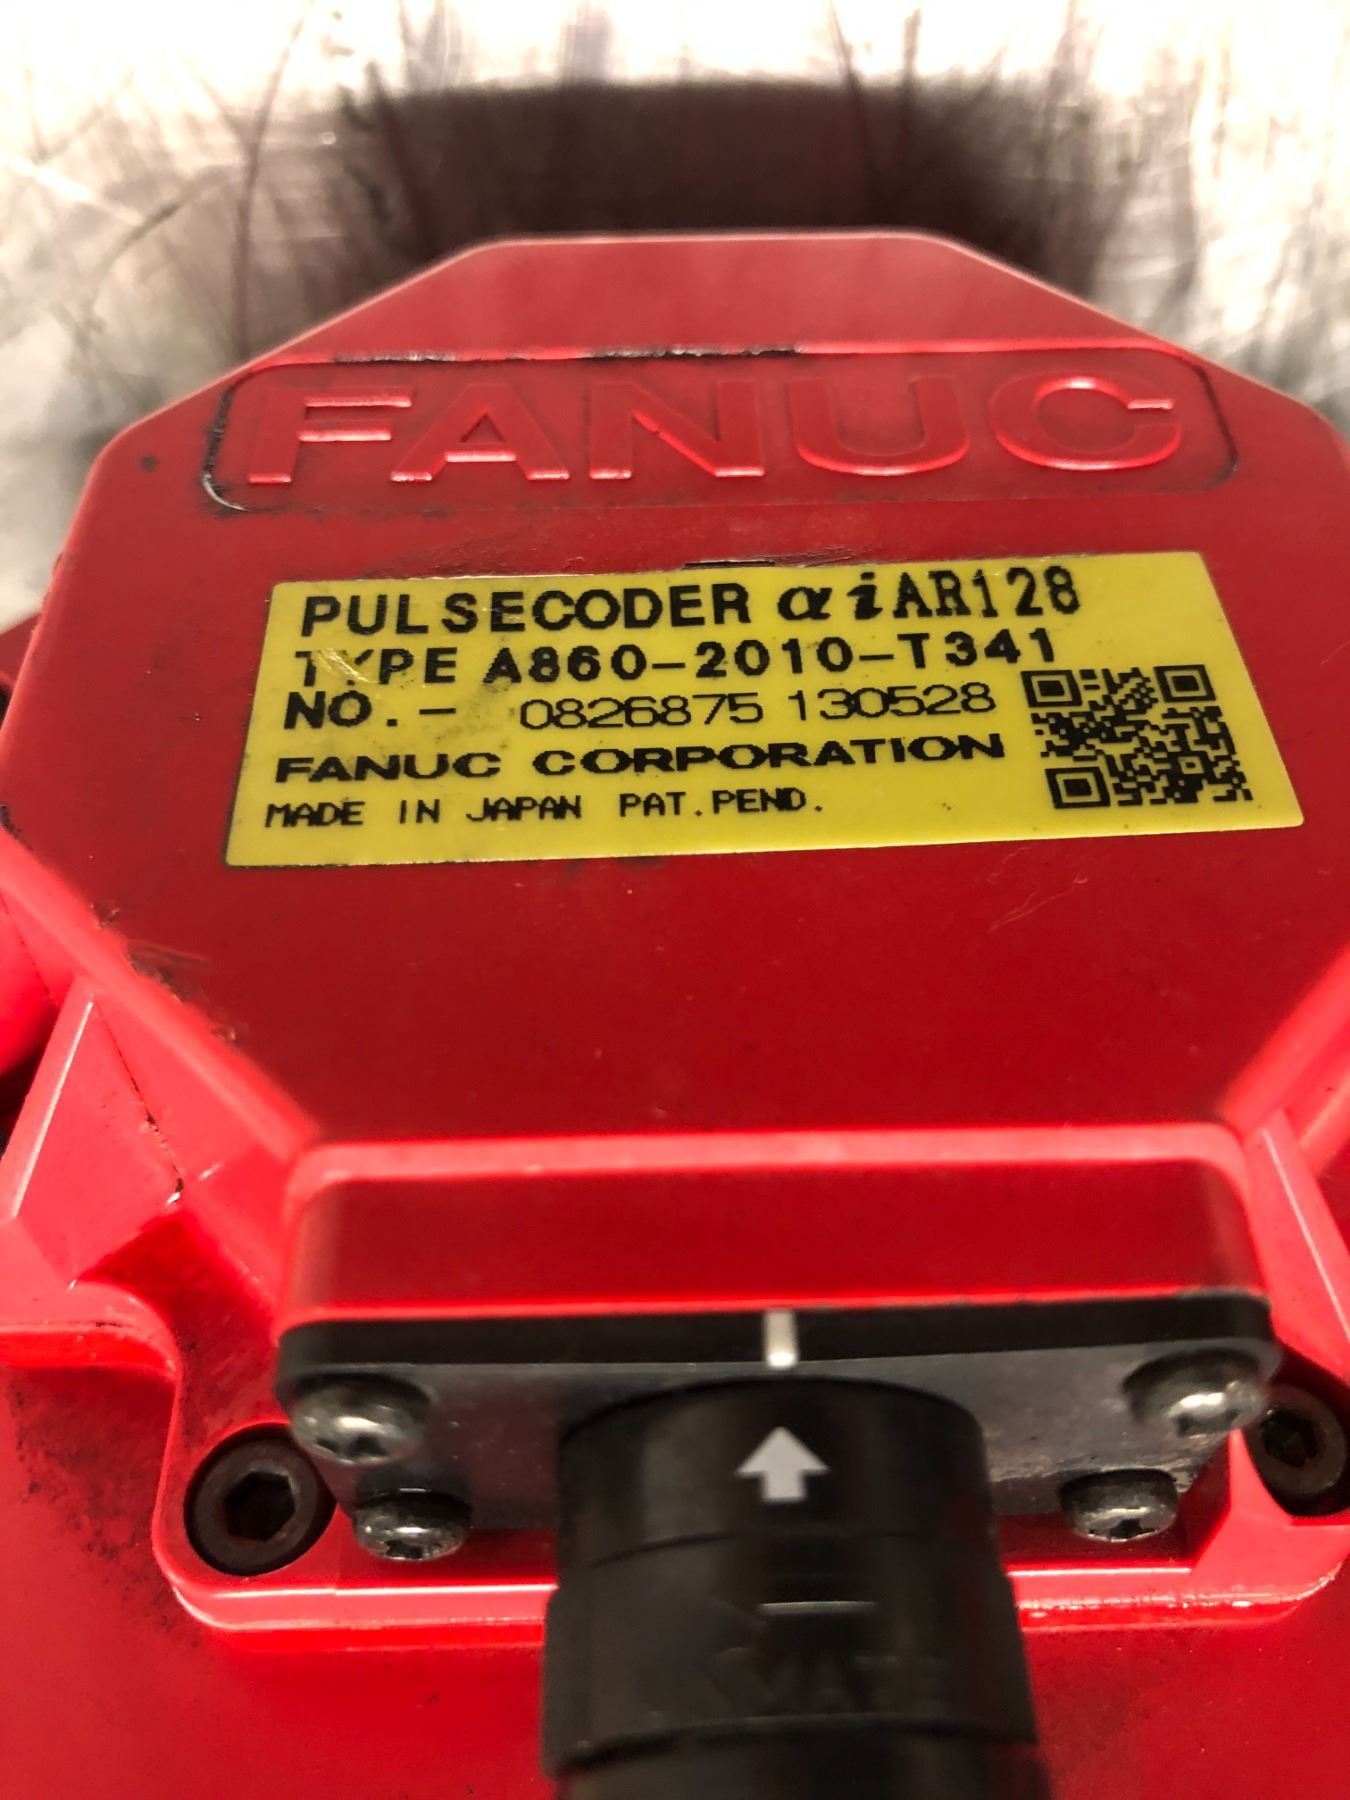 FANUC
PULSECODER αiAR128
TYPE A860-2010-T341
NO.- 0826875 130528
FANUC CORPORATION
MADE IN JAPAN PAT.PEND.